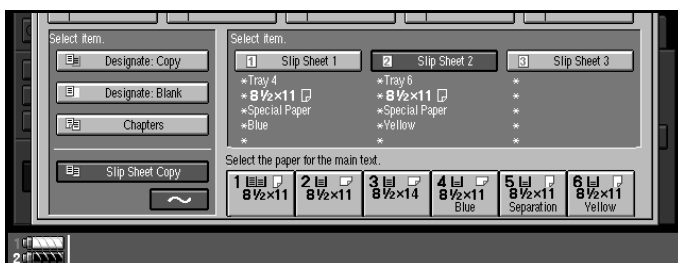 Select item.
Designate: Copy
Designate: Blank
Chapters
Slip Sheet Copy
Select item.
1 Slip Sheet 1
2 Slip Sheet 2
3 Slip Sheet 3
*Tray 4
*8½×11
*Special Paper
*Blue
*
*Tray 6
*8½×11
*Special Paper
*Yellow
*
*
*
*
*
*
Select the paper for the main text.
1 8½×11
2 8½×11
3 8½×14
4 8½×11
Blue
5 8½×11
Separation
6 8½×11
Yellow
1
2